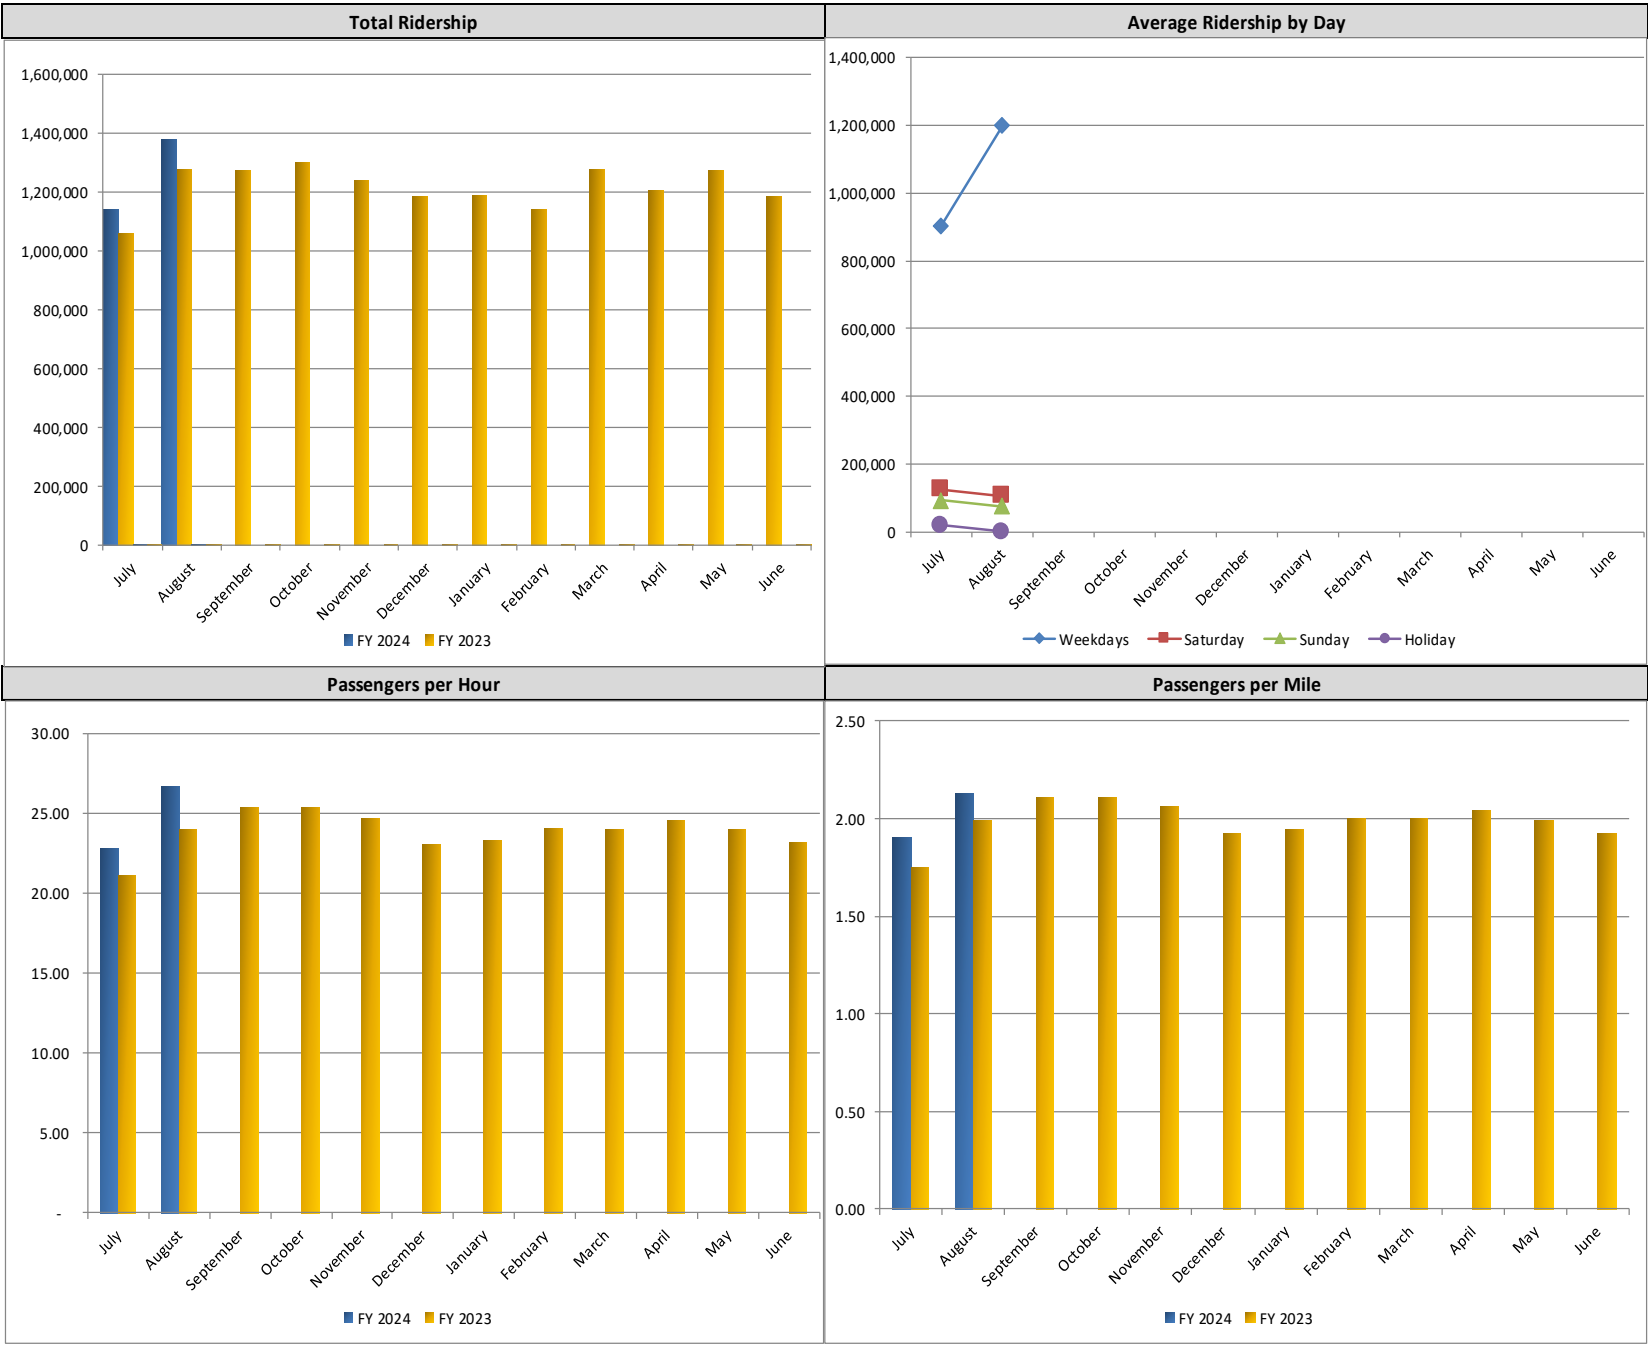 Total Ridership
1,600,000
1,400,000
1,200,000
1,000,000
800,000
600,000
400,000
200,000
0
July
August
September
October
November
December
January
February
March
April
May
June
FY 2024
FY 2023
Average Ridership by Day
1,400,000
1,200,000
1,000,000
800,000
600,000
400,000
200,000
0
July
August
September
October
November
December
January
February
March
April
May
June
Weekdays
Saturday
Sunday
Holiday
Passengers per Hour
30.00
25.00
20.00
15.00
10.00
5.00
-
July
August
September
October
November
December
January
February
March
April
May
June
FY 2024
FY 2023
Passengers per Mile
2.50
2.00
1.50
1.00
0.50
0.00
July
August
September
October
November
December
January
February
March
April
May
June
FY 2024
FY 2023